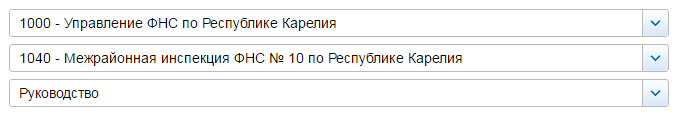 1000 - Управление ФНС по Республике Карелия
1040 - Межрайонная инспекция ФНС № 10 по Республике Карелия
Руководство